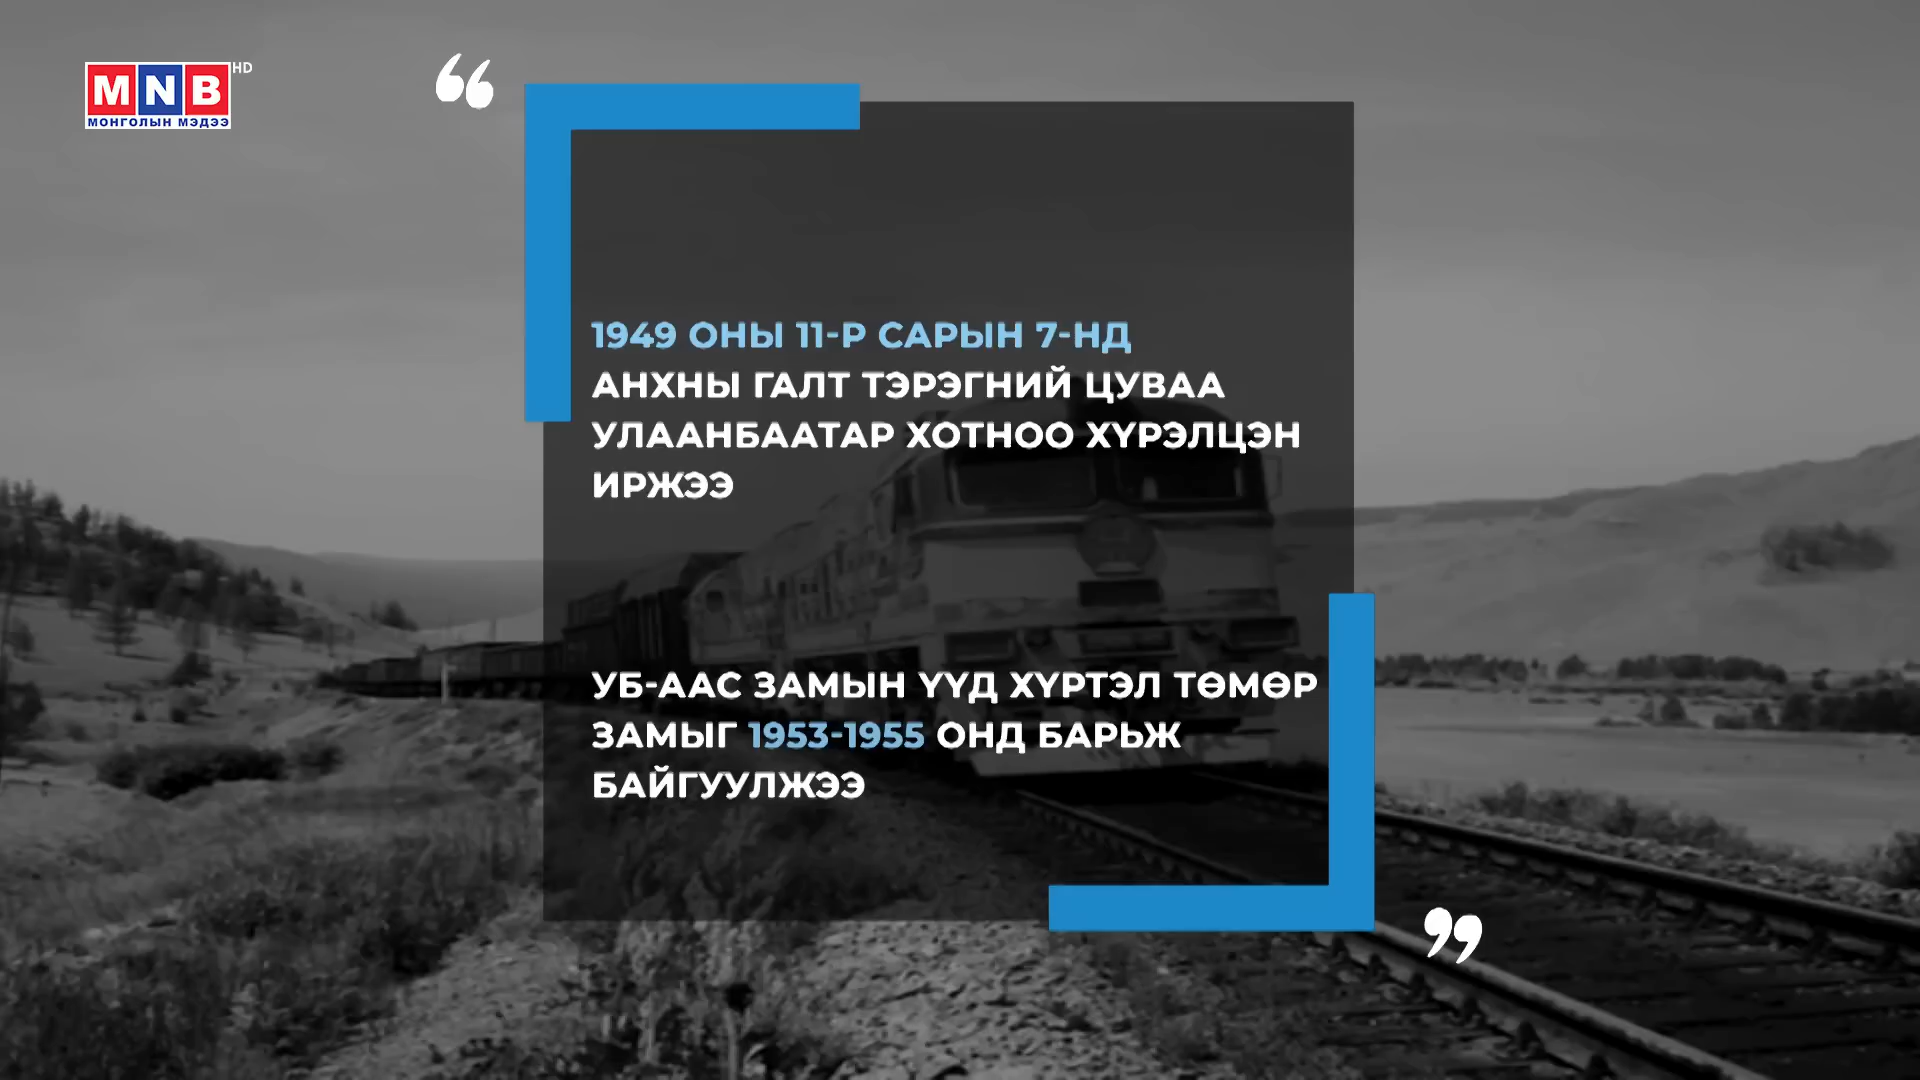 MNB HD
МОНГОЛЫН МЭДЭЭ
“
1949 ОНЫ 11-Р САРЫН 7-НД
АНХНЫ ГАЛТ ТЭРЭГНИЙ ЦУВАА
УЛААНБААТАР ХОТНОО ХҮРЭЛЦЭН
ИРЖЭЭ
УБ-ААС ЗАМЫН ҮҮД ХҮРТЭЛ ТӨМӨР
ЗАМЫГ 1953-1955 ОНД БАРЬЖ
БАЙГУУЛЖЭЭ
”